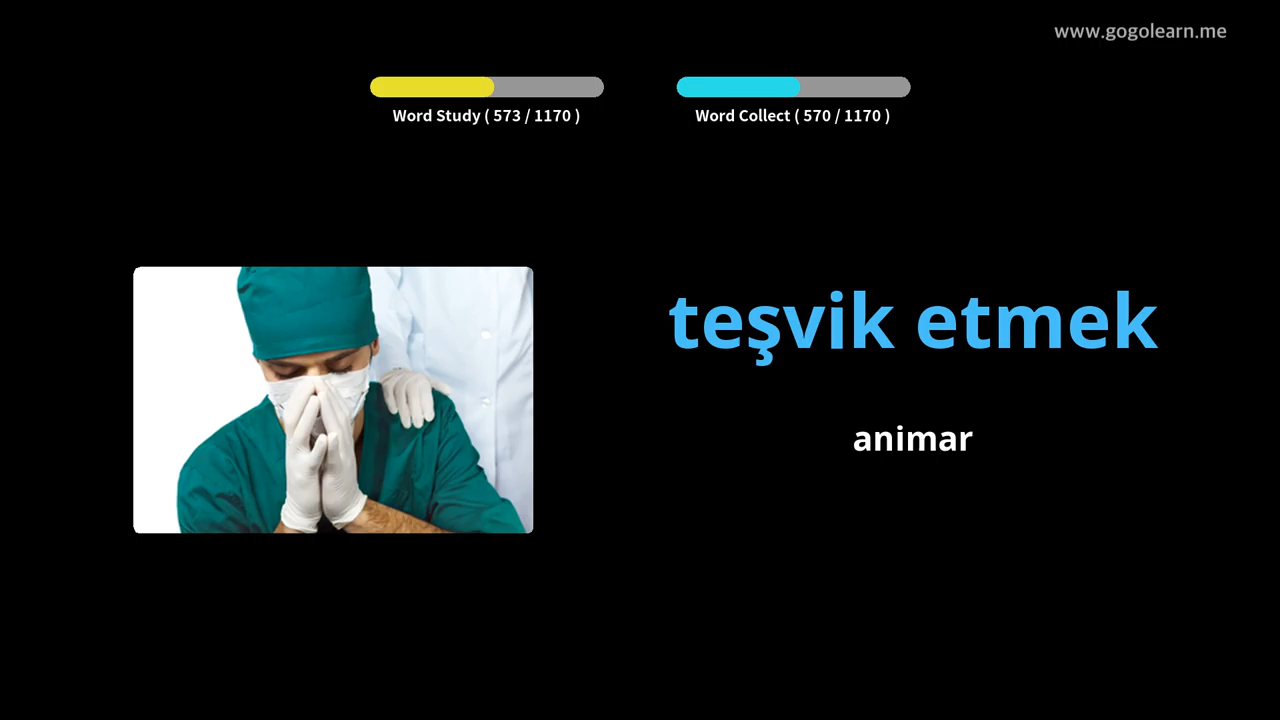 www.gogolearn.me
Word Study ( 573 / 1170 )
Word Collect ( 570 / 1170 )
teşvik etmek
animar